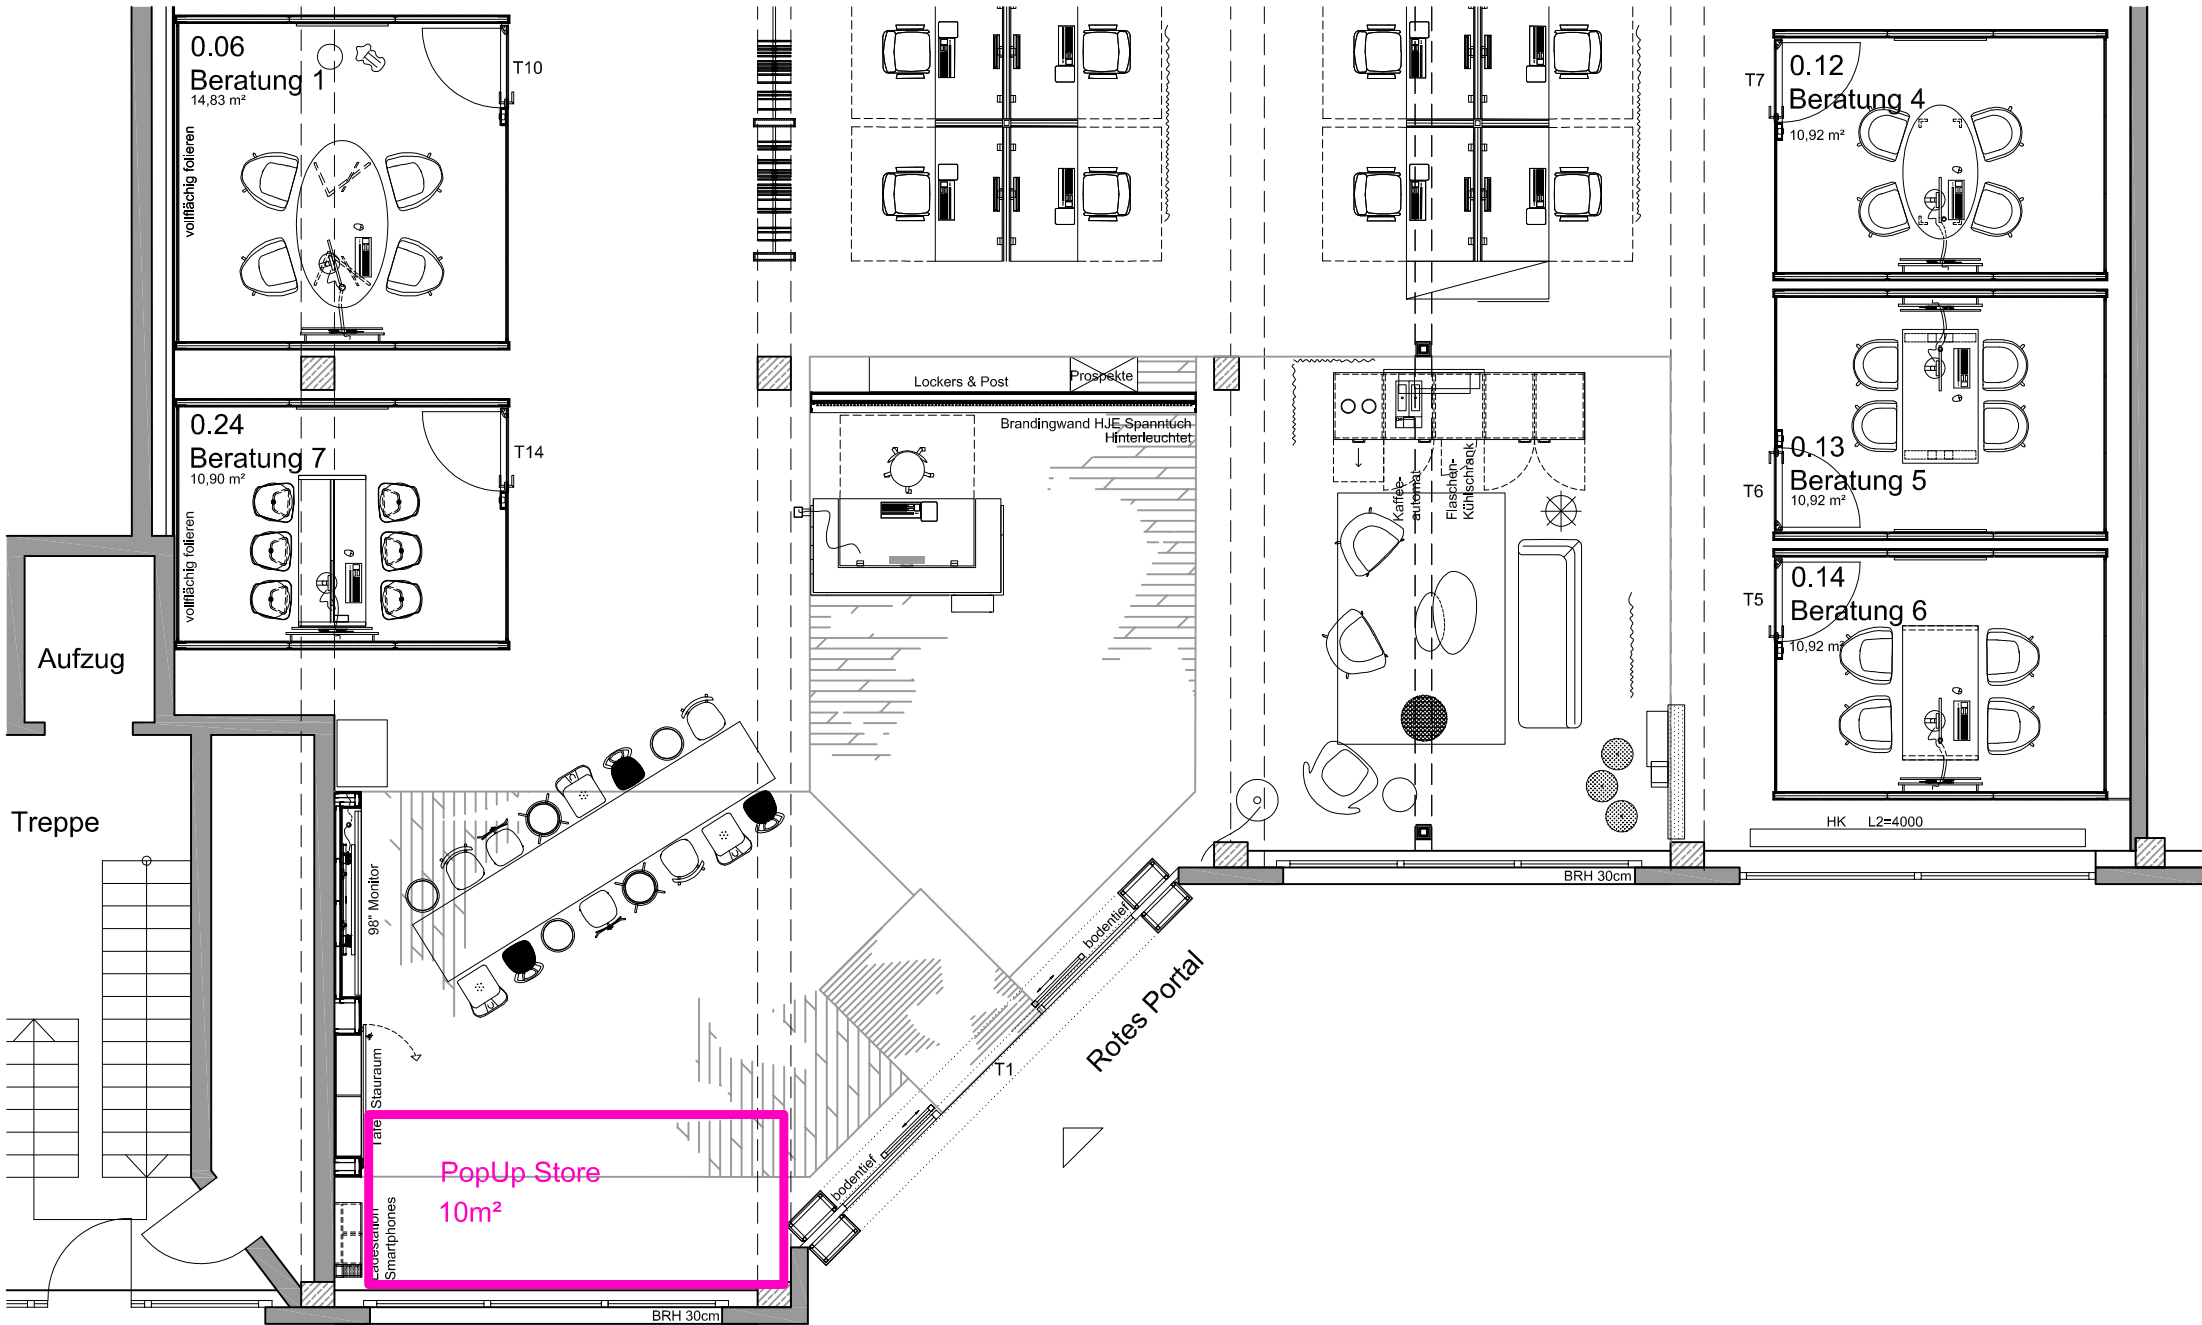 0.06
Beratung 1
14,83 m²
vollflächig folieren
T10
0.24
Beratung 7
10,90 m²
vollflächig folieren
T14
Aufzug
Treppe
98" Monitor
Stauraum
Smartphones
PopUp Store
10m²
BRH 30cm
Lockers & Post
Prospekte
Brandingwand HJE Spanntuch
Hinterleuchtet
Kaffee-
automat
Flaschen-
Kühlschrank
bodentief
bodentief
T1
Rotes Portal
BRH 30cm
T7
0.12
Beratung 4
10,92 m²
T6
0.13
Beratung 5
10,92 m²
T5
0.14
Beratung 6
10,92 m²
HK L2=4000